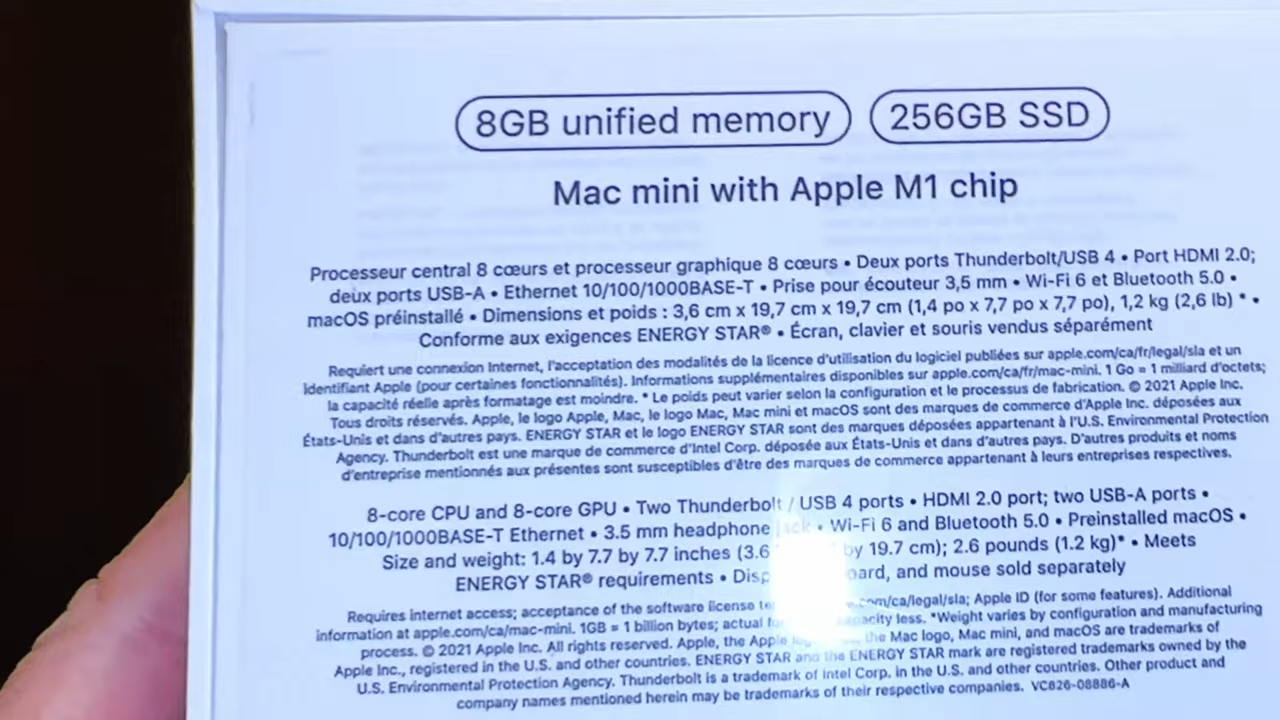 8GB unified memory 256GB SSD
Mac mini with Apple M1 chip
Processeur central 8 cœurs et processeur graphique 8 cœurs • Deux ports Thunderbolt/USB 4 • Port HDMI 2.0;
deux ports USB-A • Ethernet 10/100/1000BASE-T • Prise pour écouteur 3,5 mm • Wi-Fi 6 et Bluetooth 5.0 •
macOS préinstallé • Dimensions et poids : 3,6 cm x 19,7 cm x 19,7 cm (1,4 po x 7,7 po x 7,7 po), 1,2 kg (2,6 lb) * •
Conforme aux exigences ENERGY STAR® • Écran, clavier et souris vendus séparément
Requiert une connexion Internet, l'acceptation des modalités de la licence d'utilisation du logiciel publiées sur apple.com/ca/fr/legal/sla et un
identifiant Apple (pour certaines fonctionnalités). Informations supplémentaires disponibles sur apple.com/ca/fr/mac-mini. 1 Go = 1 milliard d'octets;
la capacité réelle après formatage est moindre. * Le poids peut varier selon la configuration et le processus de fabrication. © 2021 Apple Inc.
Tous droits réservés. Apple, le logo Apple, Mac, le logo Mac, Mac mini et macOS sont des marques de commerce d'Apple Inc. déposées aux
États-Unis et dans d'autres pays. ENERGY STAR et le logo ENERGY STAR sont des marques déposées appartenant à l'U.S. Environmental Protection
Agency. Thunderbolt est une marque de commerce d'Intel Corp. déposée aux États-Unis et dans d'autres pays. D'autres produits et noms
d'entreprise mentionnés aux présentes sont susceptibles d'être des marques de commerce appartenant à leurs entreprises respectives.
8-core CPU and 8-core GPU • Two Thunderbolt / USB 4 ports • HDMI 2.0 port; two USB-A ports •
10/100/1000BASE-T Ethernet • 3.5 mm headphone jack • Wi-Fi 6 and Bluetooth 5.0 • Preinstalled macOS •
Size and weight: 1.4 by 7.7 by 7.7 inches (3.6 by 19.7 cm); 2.6 pounds (1.2 kg)* • Meets
ENERGY STAR® requirements • and mouse sold separately
Requires internet access; acceptance of the software license Apple ID (for some features). Additional
information at apple.com/ca/mac-mini. 1GB = 1 billion bytes; actual less. *Weight varies by configuration and manufacturing
process. © 2021 Apple Inc. All rights reserved. Apple, the Apple the Mac logo, Mac mini, and macOS are trademarks of
Apple Inc., registered in the U.S. and other countries. ENERGY STAR and the ENERGY STAR mark are registered trademarks owned by the
U.S. Environmental Protection Agency. Thunderbolt is a trademark of Intel Corp. in the U.S. and other countries. Other product and
company names mentioned herein may be trademarks of their respective companies. VC826-08886-A